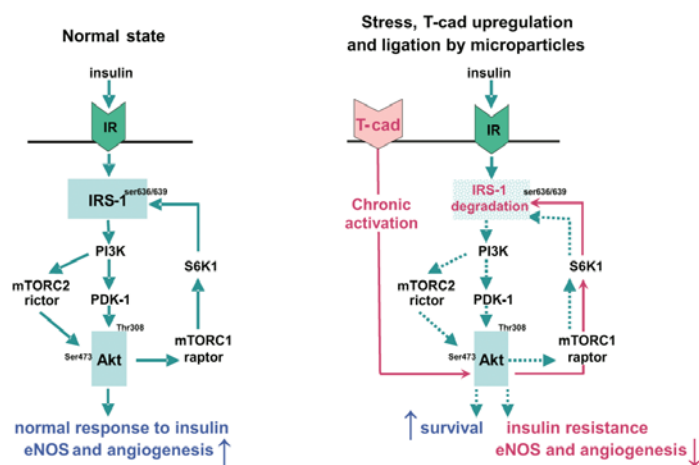 Normal state
insulin
IR
IRS-1
ser636/639
PI3K
mTORC2
rictor
S6K1
PDK-1
Thr308
Ser473
Akt
mTORC1
raptor
normal response to insulin
eNOS and angiogenesis ↑
Stress, T-cad upregulation
and ligation by microparticles
insulin
T-cad
IR
ser636/639
IRS-1
degradation
Chronic
activation
PI3K
mTORC2
rictor
S6K1
PDK-1
Thr308
Ser473
Akt
mTORC1
raptor
↑ survival
insulin resistance
eNOS and angiogenesis ↓